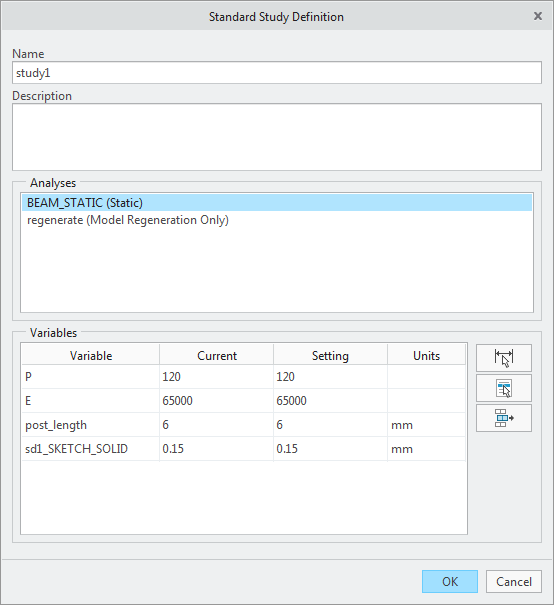 Standard Study Definition x
Name
study1
Description
Analyses
BEAM_STATIC (Static)
regenerate (Model Regeneration Only)
Variables
Variable Current Setting Units
P 120 120
E 65000 65000
post_length 6 6 mm
sd1_SKETCH_SOLID 0.15 0.15 mm
OK Cancel